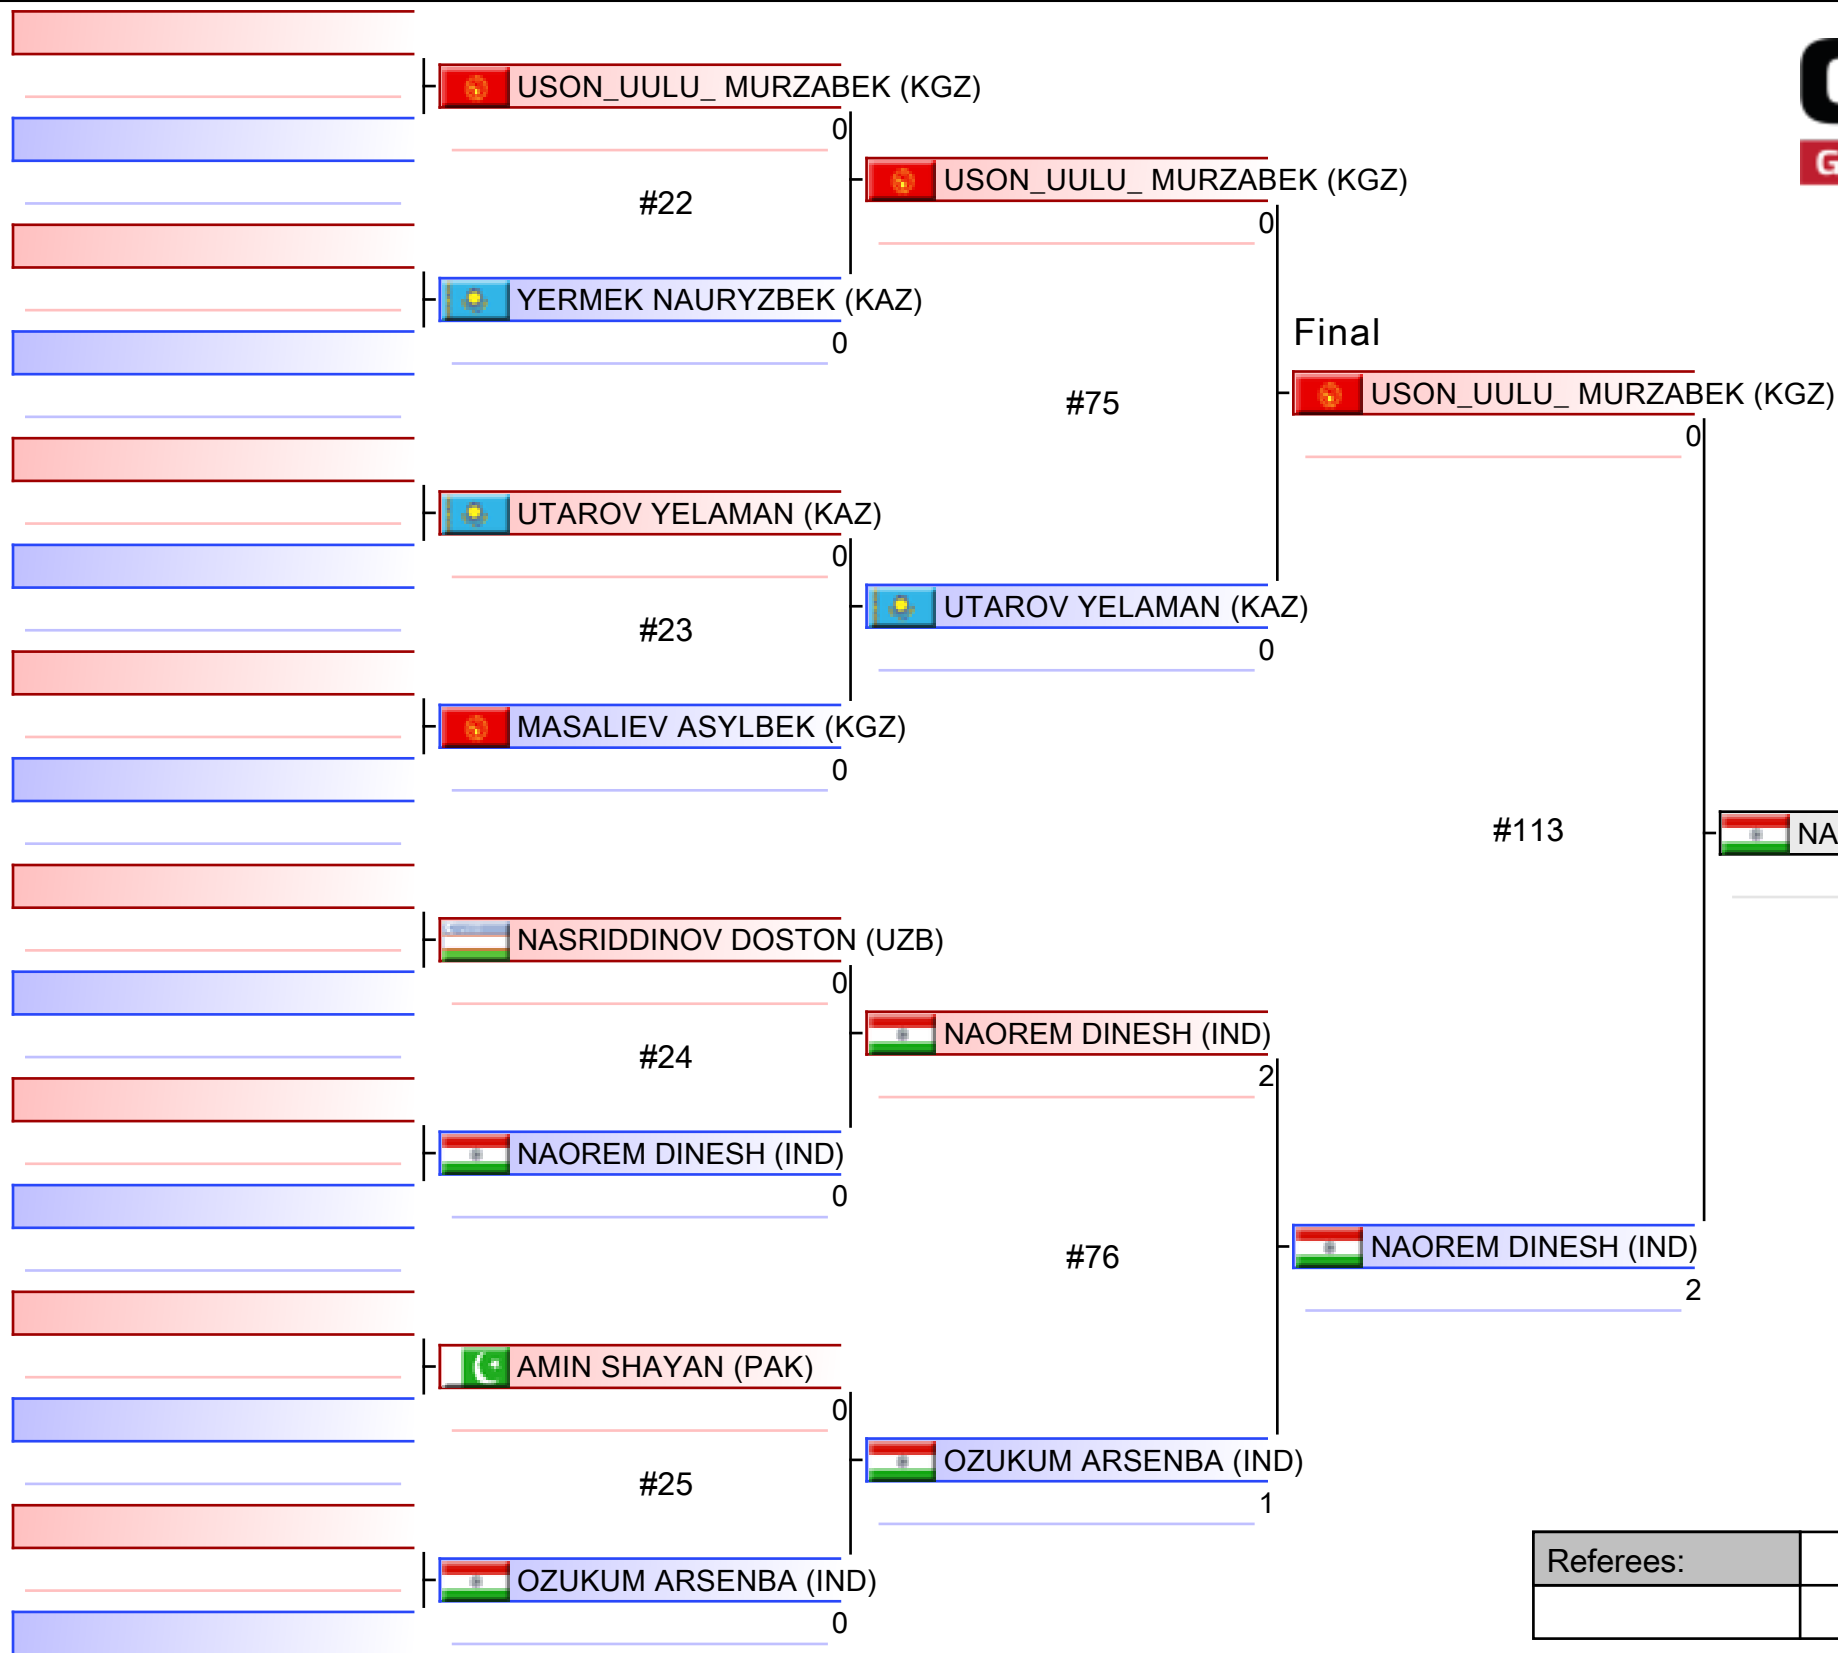 USON_UULU_ MURZABEK (KGZ)
0
#22
YERMEK NAURYZBEK (KAZ)
0
USON_UULU_ MURZABEK (KGZ)
0
#75
UTAROV YELAMAN (KAZ)
0
#23
MASALIEV ASYLBEK (KGZ)
0
UTAROV YELAMAN (KAZ)
0
Final
USON_UULU_ MURZABEK (KGZ)
0
#113
NASRIDDINOV DOSTON (UZB)
0
#24
NAOREM DINESH (IND)
0
NAOREM DINESH (IND)
2
#76
AMIN SHAYAN (PAK)
0
#25
OZUKUM ARSENBA (IND)
0
OZUKUM ARSENBA (IND)
1
NAOREM DINESH (IND)
2
NA
Referees: